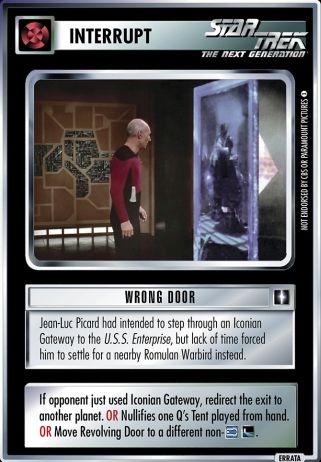 INTERRUPT
STAR TREK
THE NEXT GENERATION®
NOT ENDORSED BY CBS OR PARAMOUNT PICTURES
WRONG DOOR
Jean-Luc Picard had intended to step through an Iconian
Gateway to the U.S.S. Enterprise, but lack of time forced
him to settle for a nearby Romulan Warbird instead.
If opponent just used Iconian Gateway, redirect the exit to
another planet. OR Nullifies one Q's Tent played from hand.
OR Move Revolving Door to a different non-
ERRATA